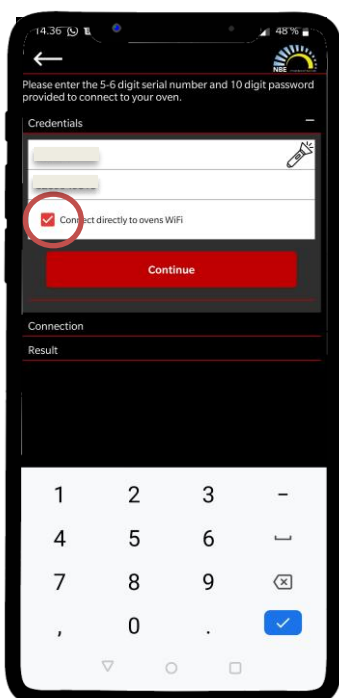 14.36
48 %
NBE
Please enter the 5-6 digit serial number and 10 digit password
provided to connect to your oven.
Credentials
Connect directly to ovens WiFi
Continue
Connection
Result
1 2 3 -
4 5 6
7 8 9
, 0 .